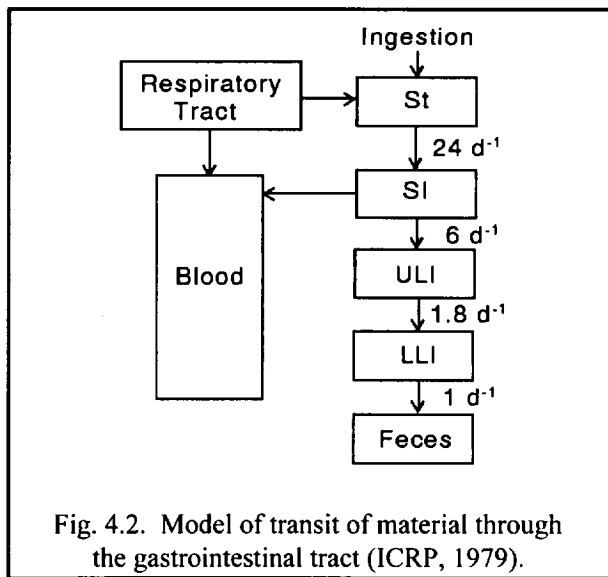 Ingestion
Respiratory
Tract
St
24 d⁻¹
SI
6 d⁻¹
Blood
ULI
1.8 d⁻¹
LLI
1 d⁻¹
Feces
Fig. 4.2. Model of transit of material through
the gastrointestinal tract (ICRP, 1979).